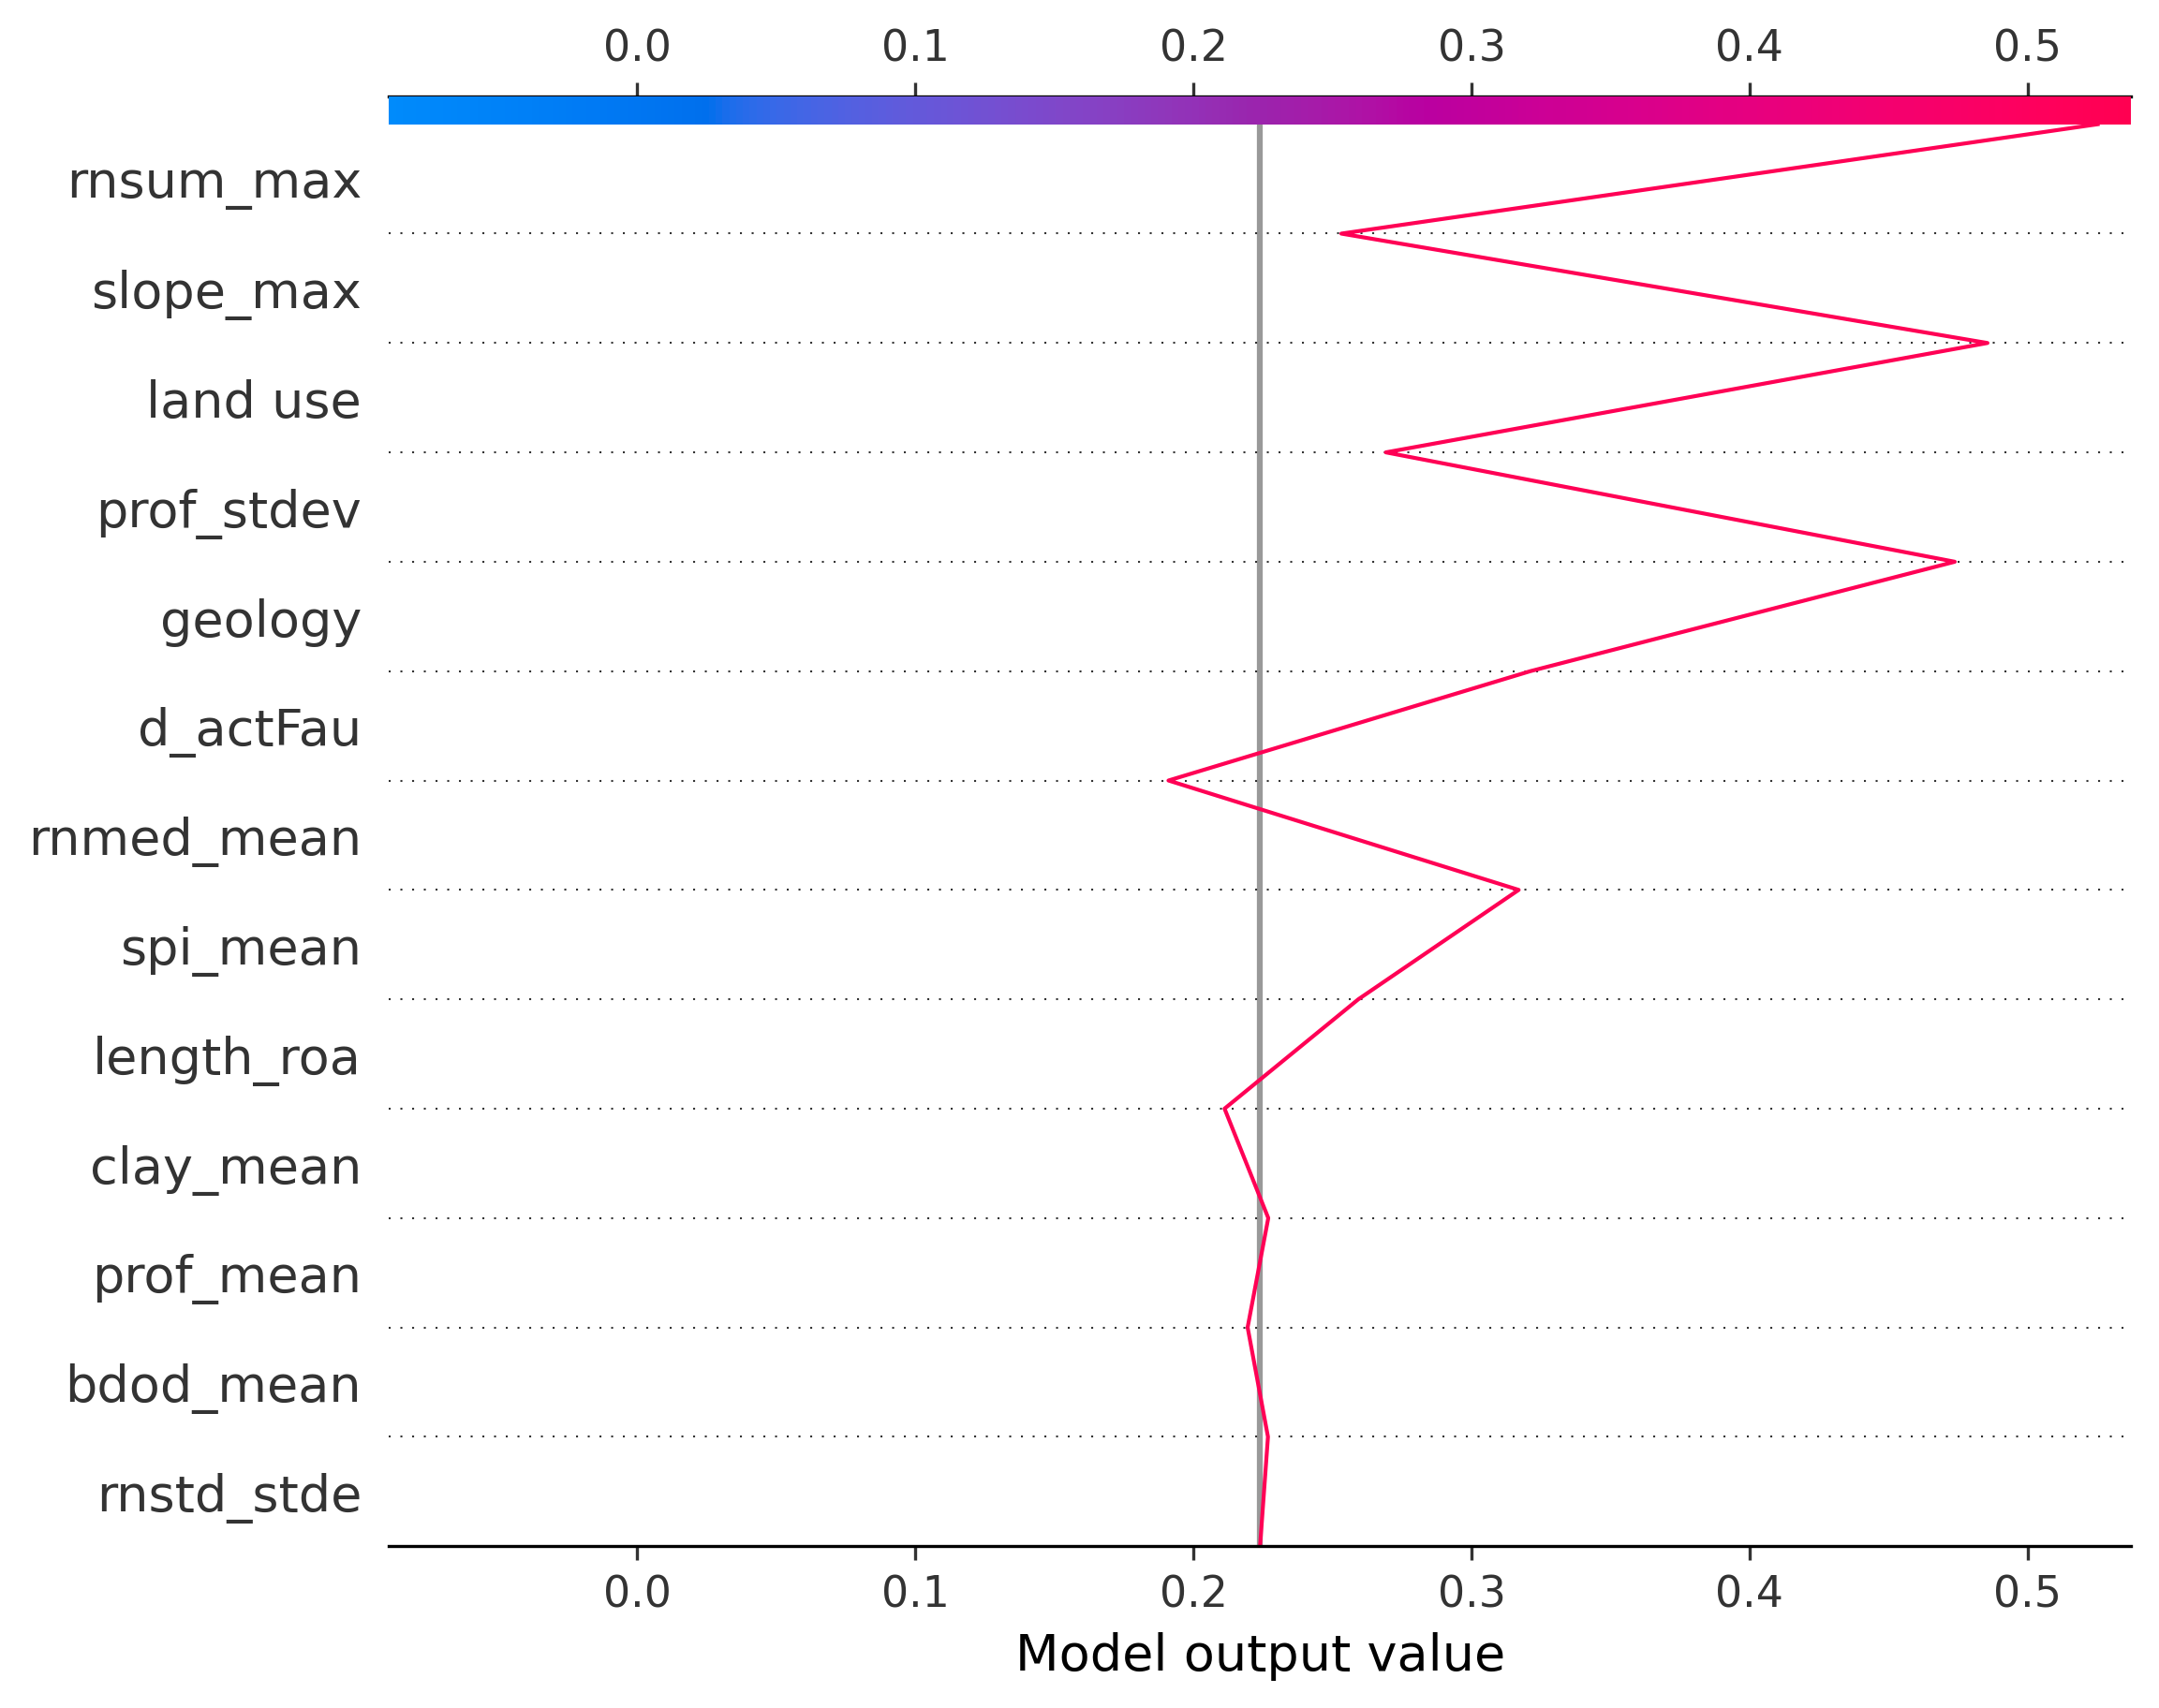 0.0 0.1 0.2 0.3 0.4 0.5
rnsum_max
slope_max
land use
prof_stdev
geology
d_actFau
rnmed_mean
spi_mean
length_roa
clay_mean
prof_mean
bdod_mean
rnstd_stde
0.0 0.1 0.2 0.3 0.4 0.5
Model output value